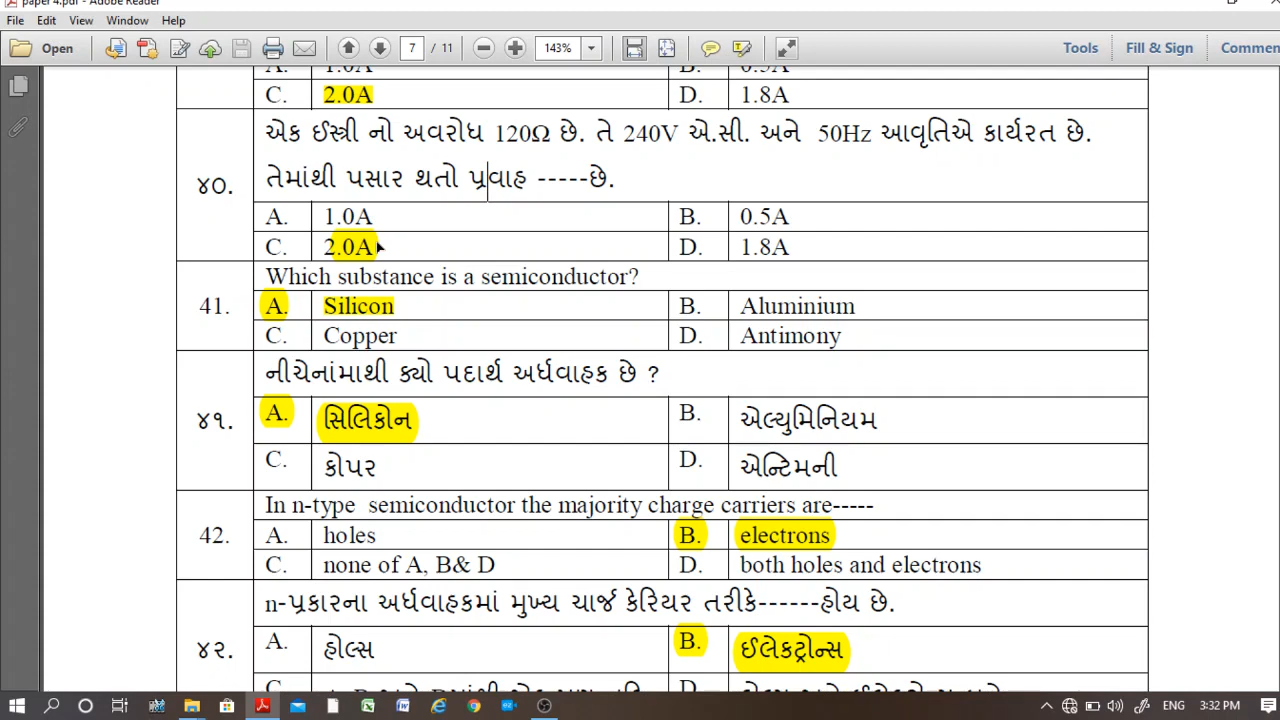 paper 4.pdf - Adobe Reader
File Edit View Window Help
Open 7 / 11 143% Tools Fill & Sign Commen
C. 2.0A D. 1.8A
૪૦. એક ઈસ્ત્રી નો અવરોધ 120Ω છે. તે 240V એ.સી. અને 50Hz આવૃતિએ કાર્યરત છે.
તેમાંથી પસાર થતો પ્રવાહ -----છે.
A. 1.0A B. 0.5A
C. 2.0A D. 1.8A
41. Which substance is a semiconductor?
A. Silicon B. Aluminium
C. Copper D. Antimony
૪૧. નીચેનાંમાથી ક્યો પદાર્થ અર્ધવાહક છે ?
A. સિલિકોન B. એલ્યુમિનિયમ
C. કોપર D. એન્ટિમની
42. In n-type semiconductor the majority charge carriers are-----
A. holes B. electrons
C. none of A, B& D D. both holes and electrons
૪૨. n-પ્રકારના અર્ધવાહકમાં મુખ્ય ચાર્જ કેરિયર તરીકે------હોય છે.
A. હોલ્સ B. ઈલેકટ્રોન્સ
ENG 3:32 PM